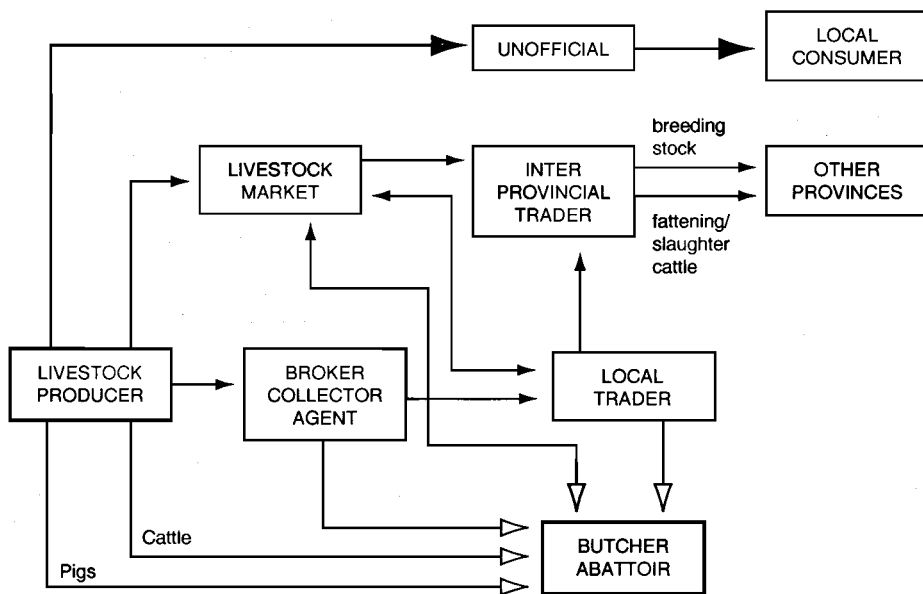 UNOFFICIAL
LOCAL
CONSUMER
LIVESTOCK
MARKET
INTER
PROVINCIAL
TRADER
breeding
stock
fattening/
slaughter
cattle
OTHER
PROVINCES
LIVESTOCK
PRODUCER
BROKER
COLLECTOR
AGENT
LOCAL
TRADER
Cattle
Pigs
BUTCHER
ABATTOIR